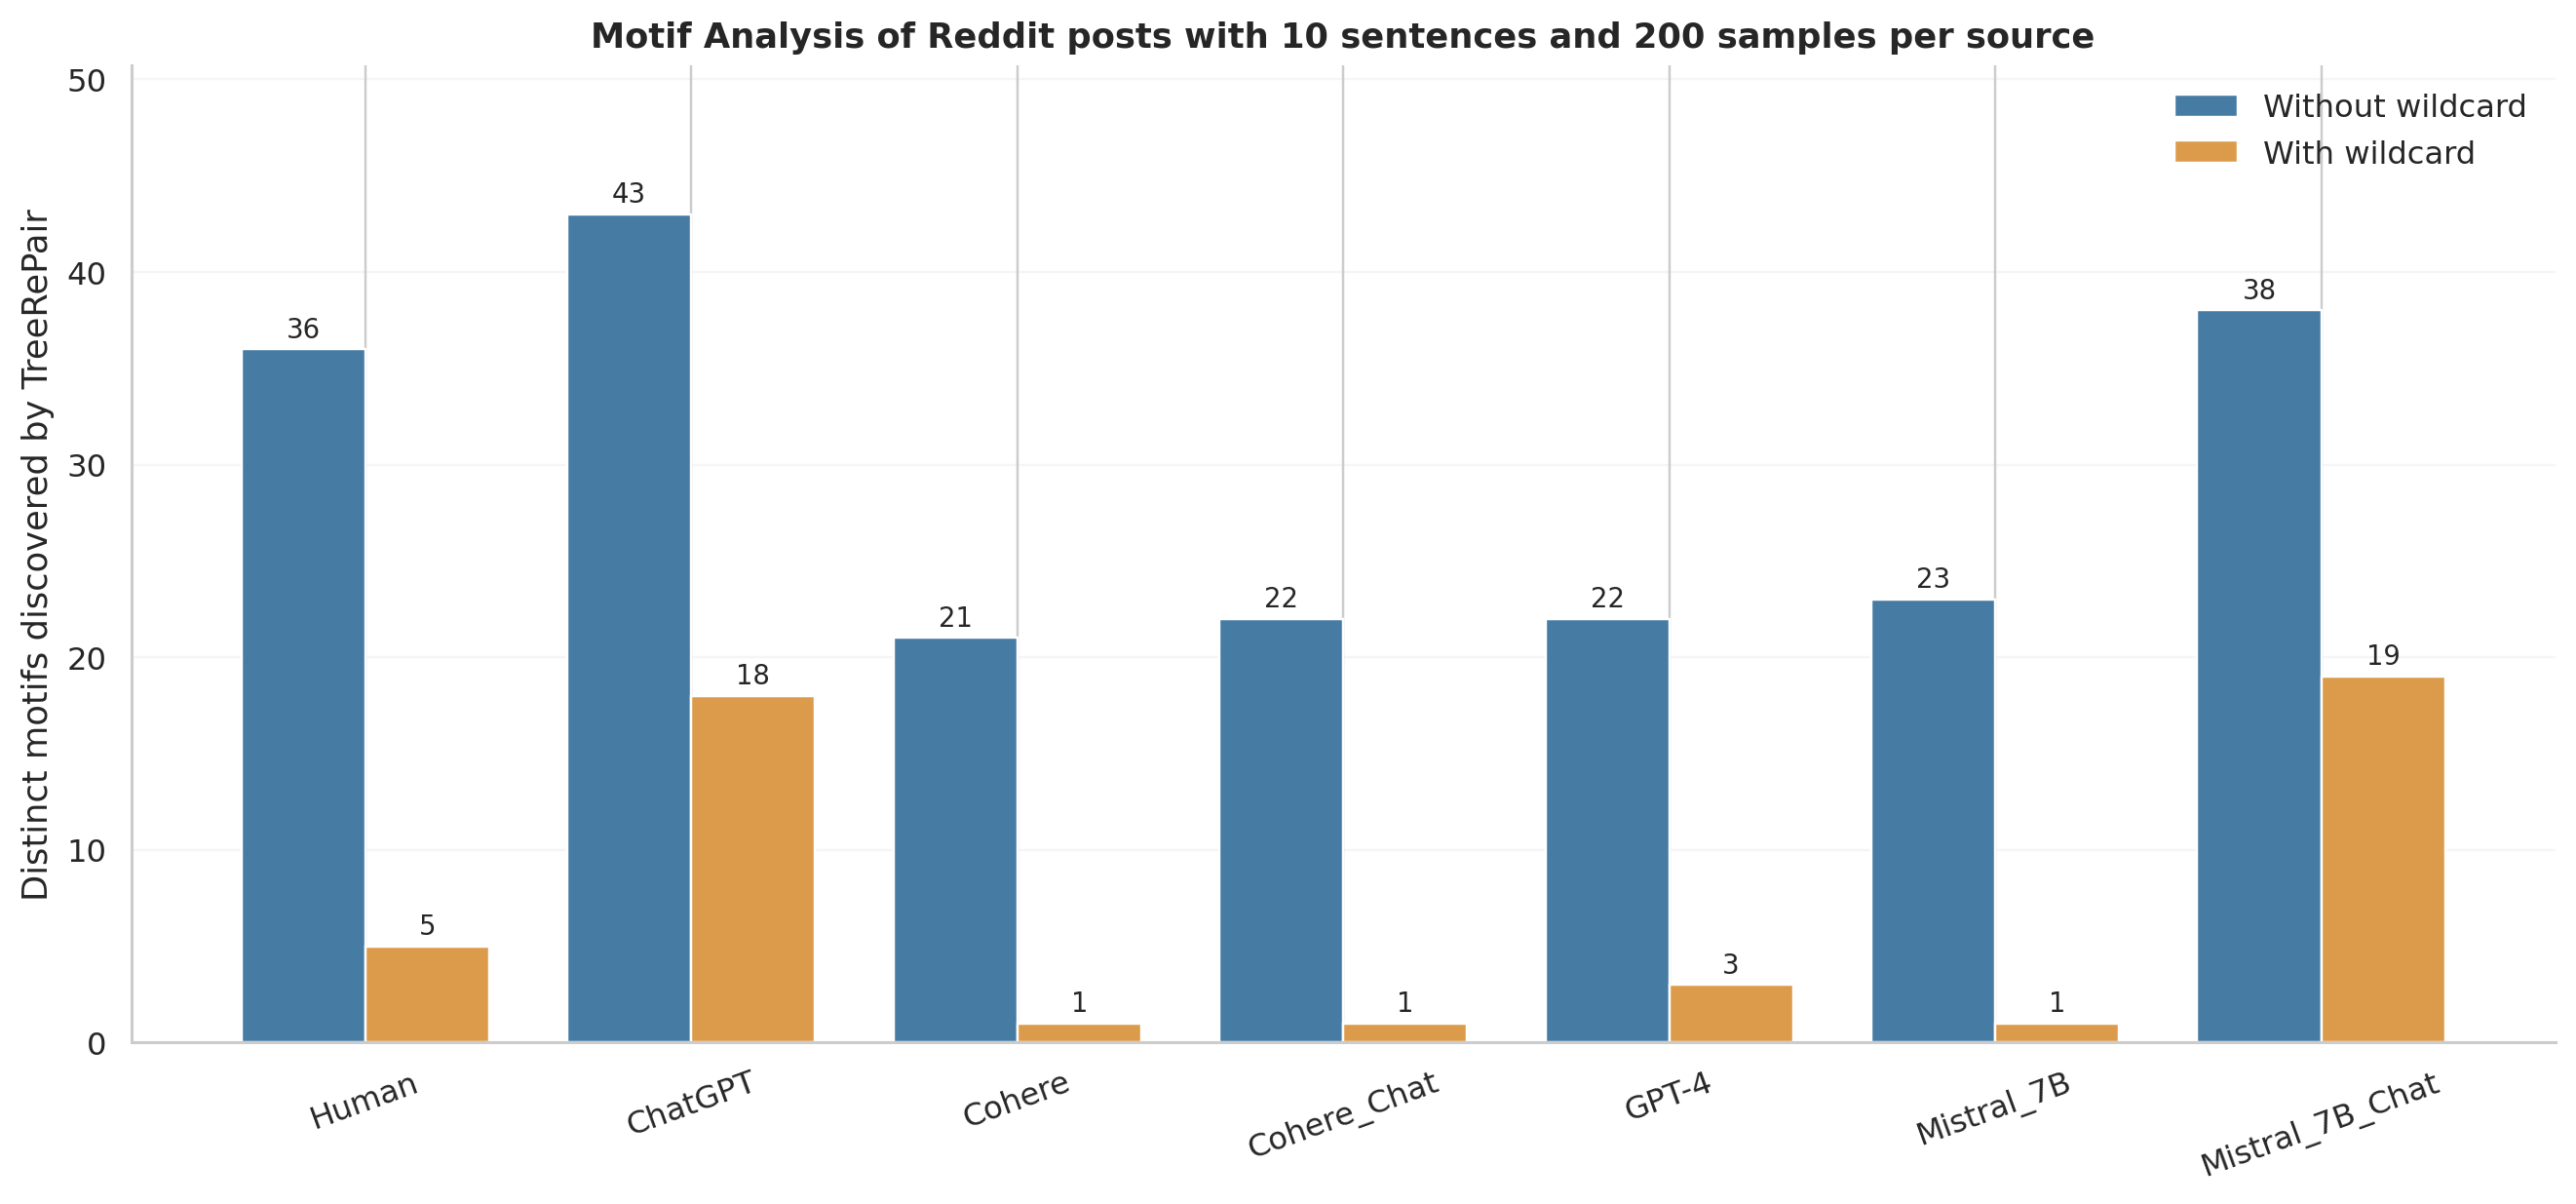 Motif Analysis of Reddit posts with 10 sentences and 200 samples per source
Distinct motifs discovered by TreeRePair
50
40
30
20
10
0
Without wildcard
With wildcard
36
5
43
18
21
1
22
1
22
3
23
1
38
19
Human
ChatGPT
Cohere
Cohere_Chat
GPT-4
Mistral_7B
Mistral_7B_Chat